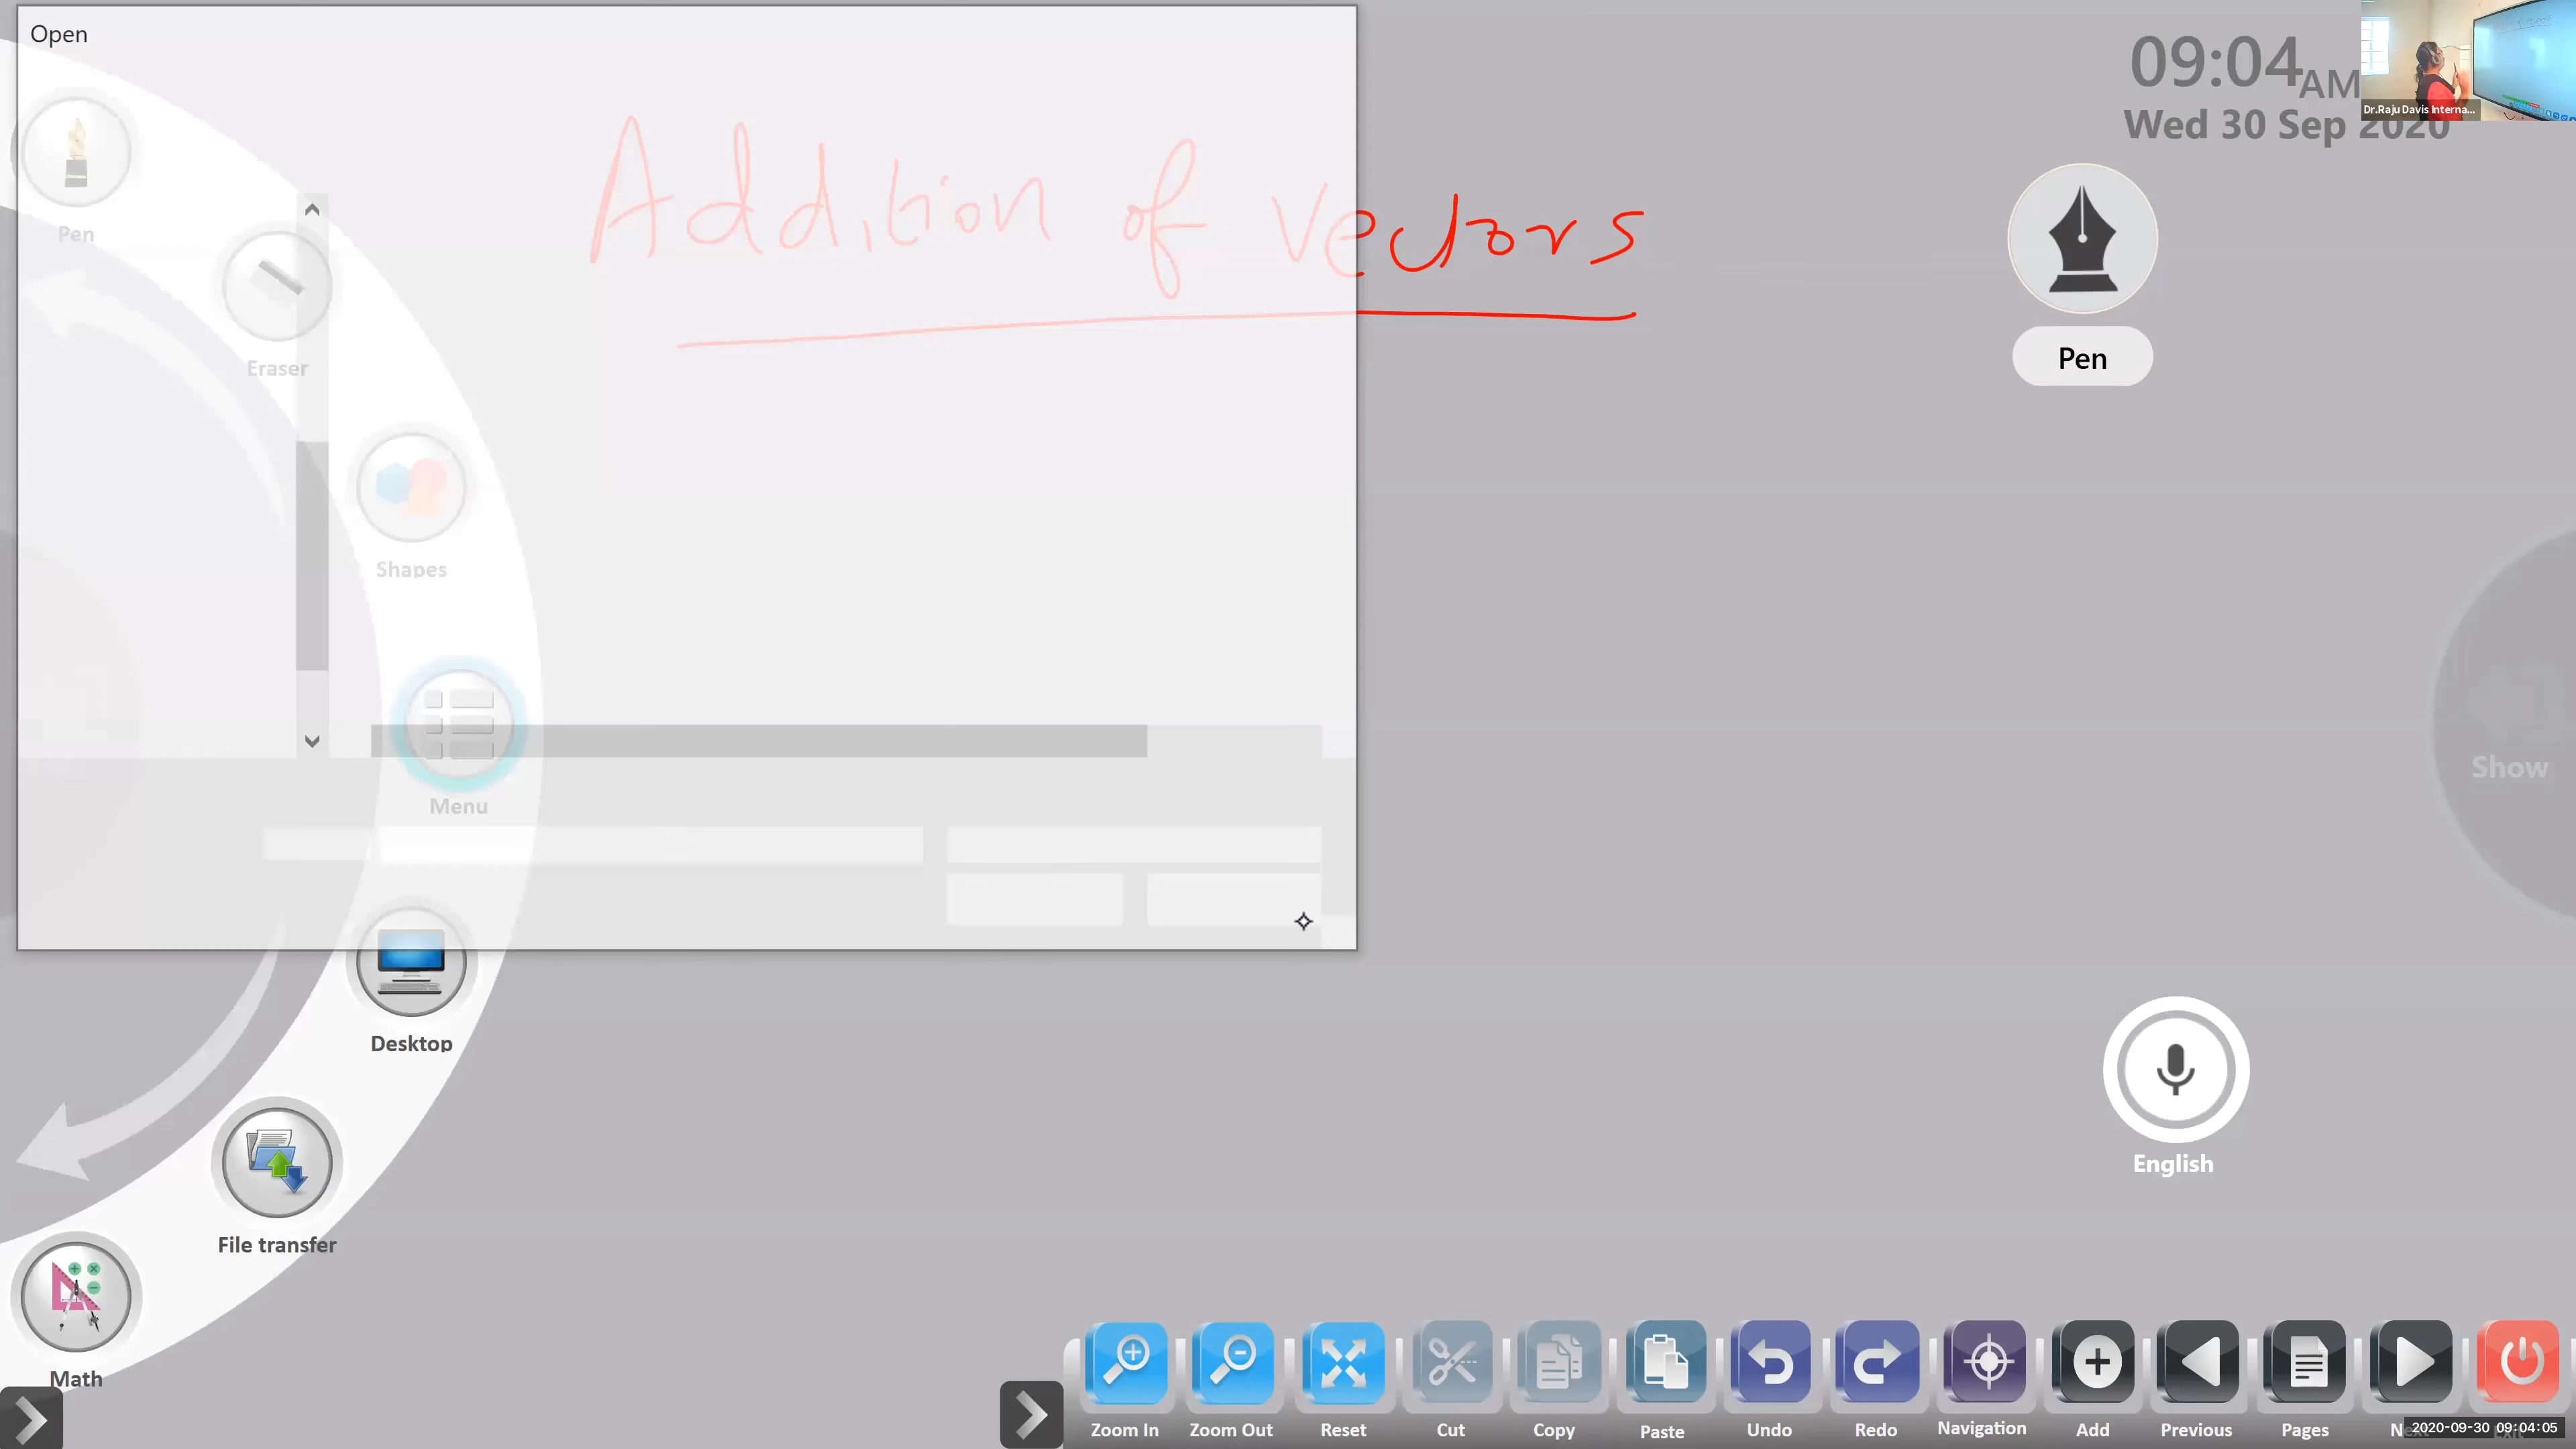 Open
09:04 AM
Wed 30 Sep 2020
Dr.Raju Davis Interna...
Addition of vectors
Pen
Pen
Eraser
Shapes
Menu
Show
Desktop
English
File transfer
Math
Zoom In
Zoom Out
Reset
Cut
Copy
Paste
Undo
Redo
Navigation
Add
Previous
Pages
2020-09-30 09:04:05